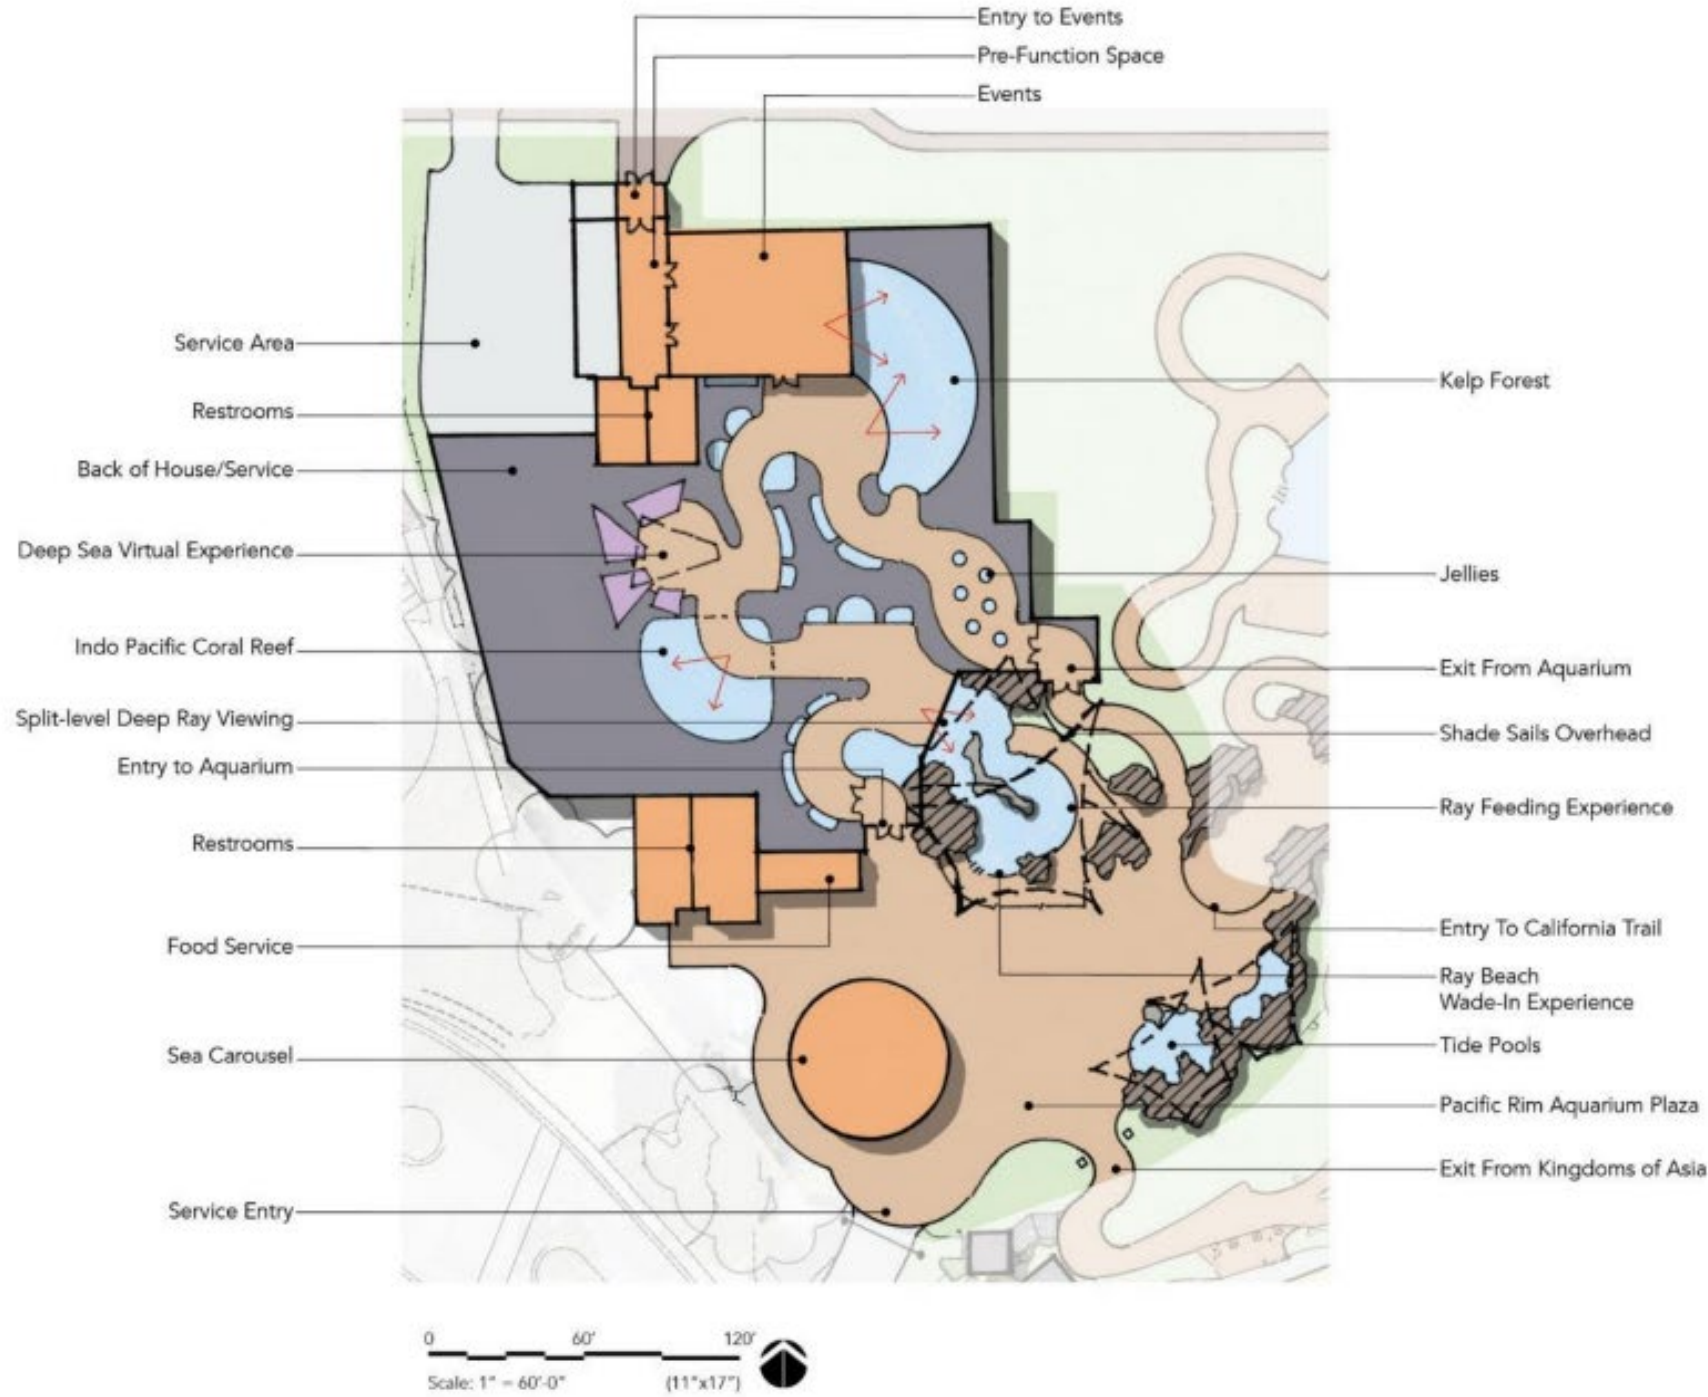 Entry to Events
Pre-Function Space
Events
Service Area
Restrooms
Back of House/Service
Deep Sea Virtual Experience
Indo Pacific Coral Reef
Split-level Deep Ray Viewing
Entry to Aquarium
Restrooms
Food Service
Sea Carousel
Service Entry
Kelp Forest
Jellies
Exit From Aquarium
Shade Sails Overhead
Ray Feeding Experience
Entry To California Trail
Ray Beach
Wade-In Experience
Tide Pools
Pacific Rim Aquarium Plaza
Exit From Kingdoms of Asia
0 60' 120'
Scale: 1" = 60'-0" (11"x17")